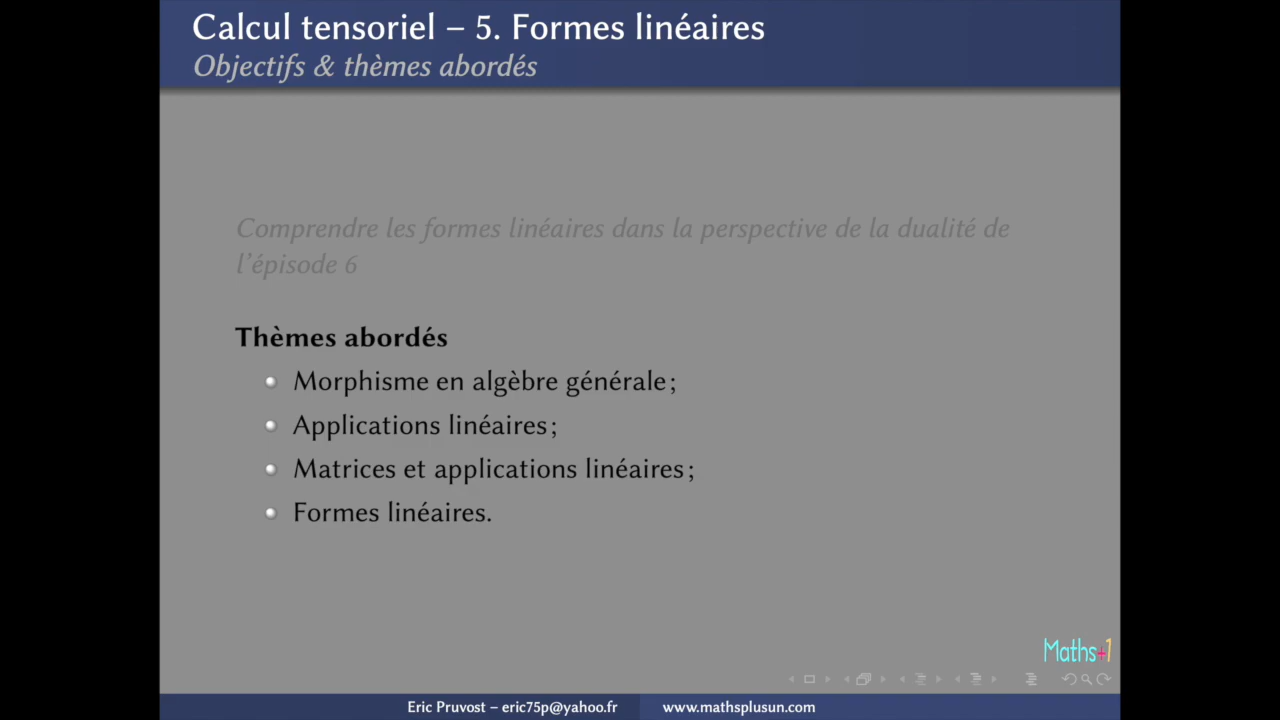 Calcul tensoriel – 5. Formes linéaires
Objectifs & thèmes abordés
Comprendre les formes linéaires dans la perspective de la dualité de
l'épisode 6
Thèmes abordés
Morphisme en algèbre générale ;
Applications linéaires ;
Matrices et applications linéaires ;
Formes linéaires.
Maths+1
Eric Pruvost – eric75p@yahoo.fr
www.mathsplusun.com